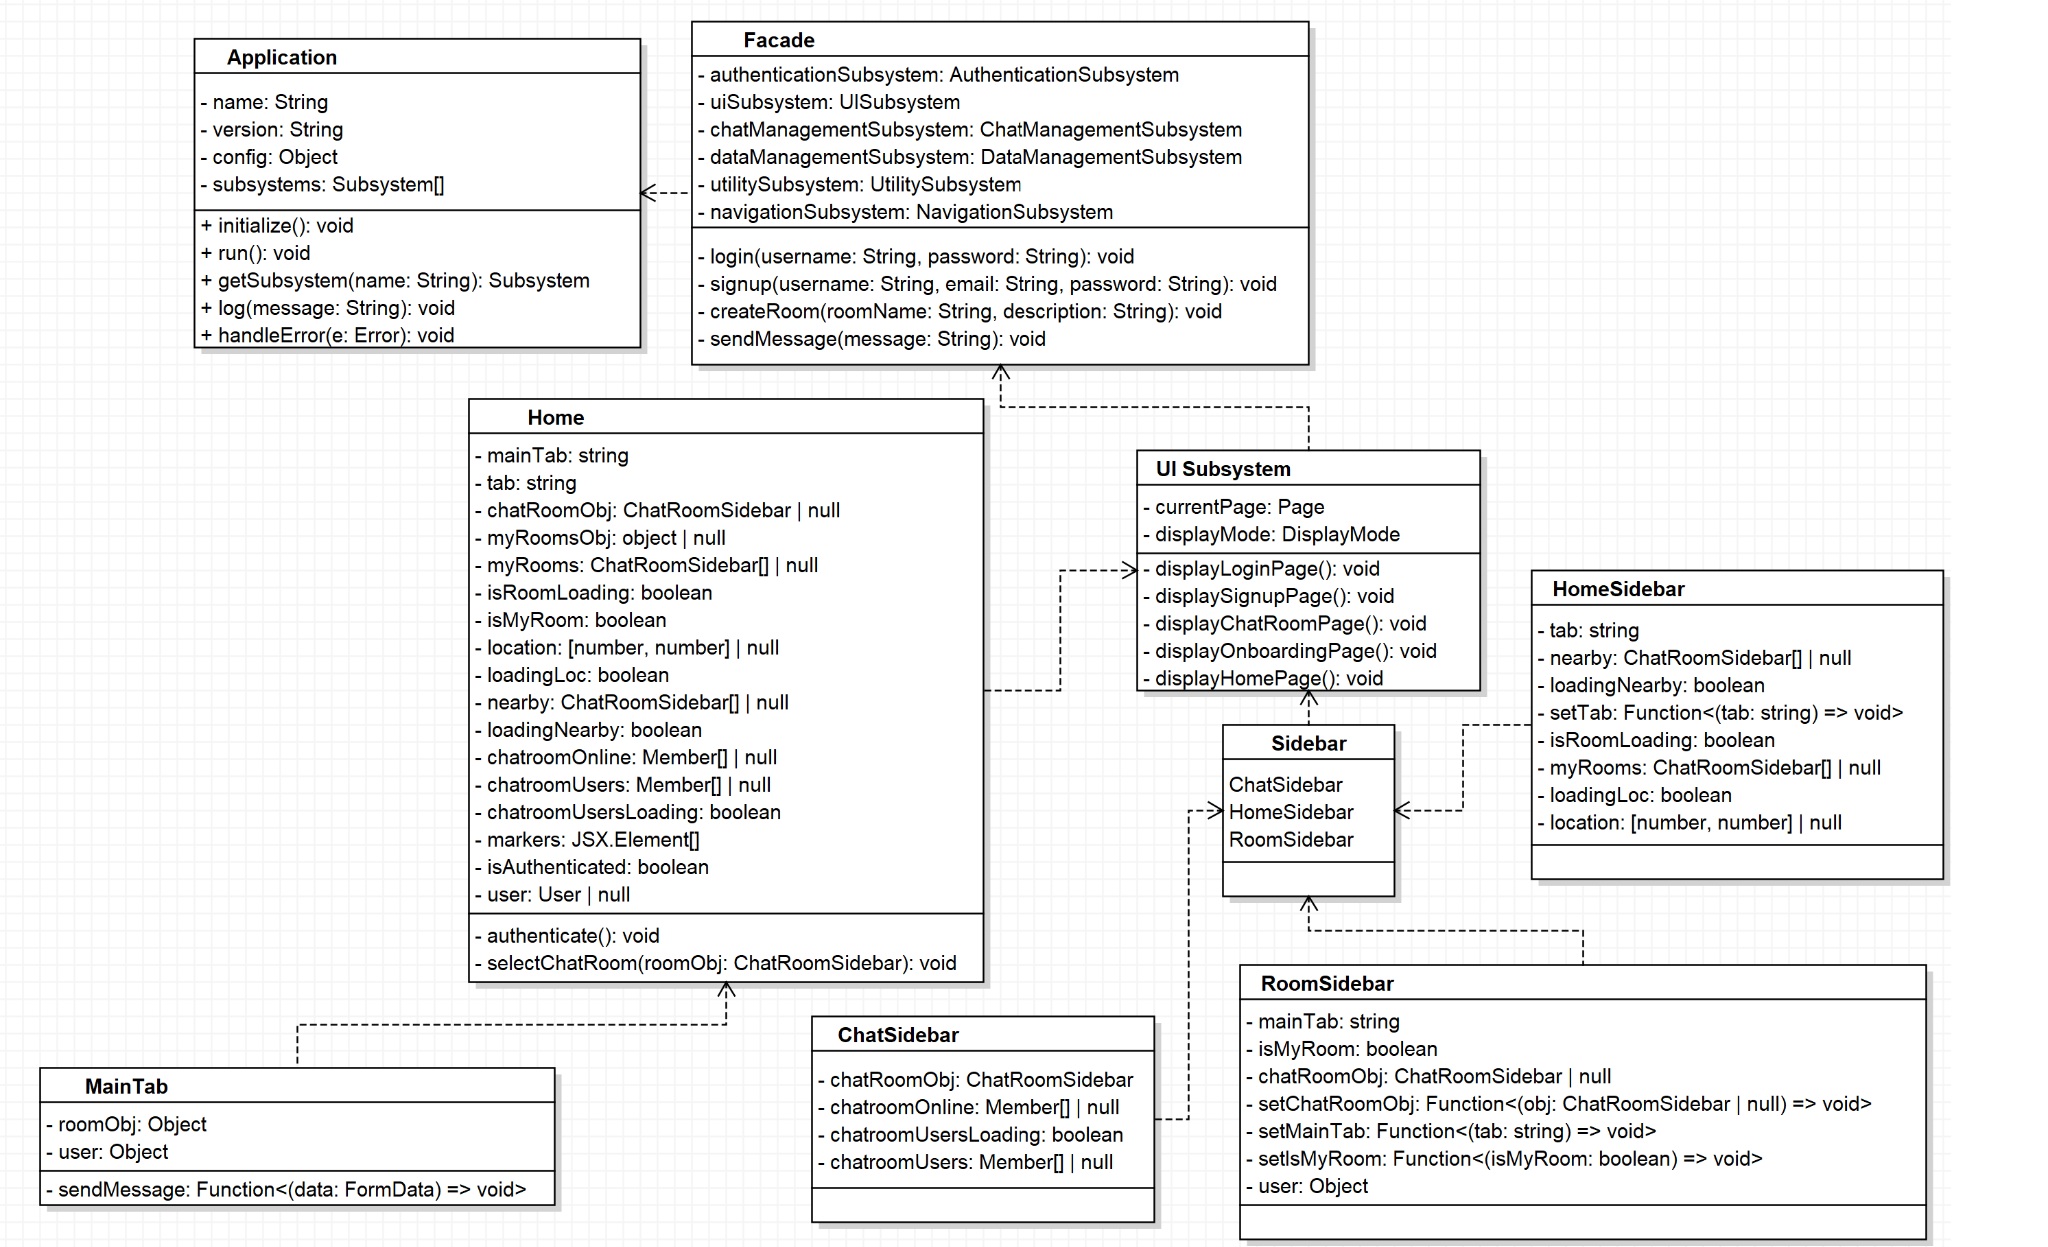 Application
- name: String
- version: String
- config: Object
- subsystems: Subsystem[]
+ initialize(): void
+ run(): void
+ getSubsystem(name: String): Subsystem
+ log(message: String): void
+ handleError(e: Error): void
Facade
- authenticationSubsystem: AuthenticationSubsystem
- uiSubsystem: UISubsystem
- chatManagementSubsystem: ChatManagementSubsystem
- dataManagementSubsystem: DataManagementSubsystem
- utilitySubsystem: UtilitySubsystem
- navigationSubsystem: NavigationSubsystem
- login(username: String, password: String): void
- signup(username: String, email: String, password: String): void
- createRoom(roomName: String, description: String): void
- sendMessage(message: String): void
Home
- mainTab: string
- tab: string
- chatRoomObj: ChatRoomSidebar | null
- myRoomsObj: object | null
- myRooms: ChatRoomSidebar[] | null
- isRoomLoading: boolean
- isMyRoom: boolean
- location: [number, number] | null
- loadingLoc: boolean
- nearby: ChatRoomSidebar[] | null
- loadingNearby: boolean
- chatroomOnline: Member[] | null
- chatroomUsers: Member[] | null
- chatroomUsersLoading: boolean
- markers: JSX.Element[]
- isAuthenticated: boolean
- user: User | null
- authenticate(): void
- selectChatRoom(roomObj: ChatRoomSidebar): void
UI Subsystem
- currentPage: Page
- displayMode: DisplayMode
- displayLoginPage(): void
- displaySignupPage(): void
- displayChatRoomPage(): void
- displayOnboardingPage(): void
- displayHomePage(): void
HomeSidebar
- tab: string
- nearby: ChatRoomSidebar[] | null
- loadingNearby: boolean
- setTab: Function<(tab: string) => void>
- isRoomLoading: boolean
- myRooms: ChatRoomSidebar[] | null
- loadingLoc: boolean
- location: [number, number] | null
Sidebar
ChatSidebar
HomeSidebar
RoomSidebar
MainTab
- roomObj: Object
- user: Object
- sendMessage: Function<(data: FormData) => void>
ChatSidebar
- chatRoomObj: ChatRoomSidebar
- chatroomOnline: Member[] | null
- chatroomUsersLoading: boolean
- chatroomUsers: Member[] | null
RoomSidebar
- mainTab: string
- isMyRoom: boolean
- chatRoomObj: ChatRoomSidebar | null
- setChatRoomObj: Function<(obj: ChatRoomSidebar | null) => void>
- setMainTab: Function<(tab: string) => void>
- setIsMyRoom: Function<(isMyRoom: boolean) => void>
- user: Object